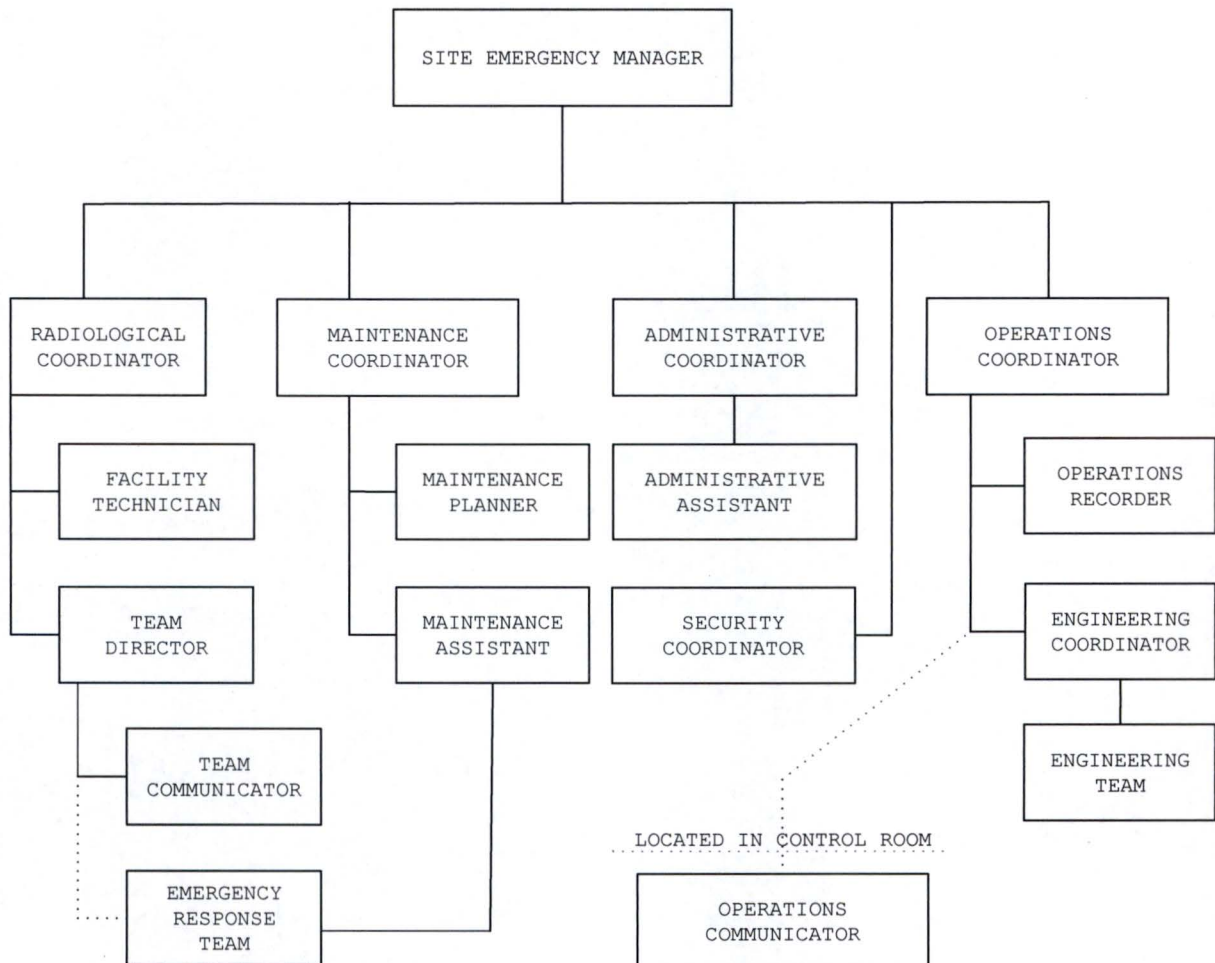 SITE EMERGENCY MANAGER
RADIOLOGICAL
COORDINATOR
MAINTENANCE
COORDINATOR
ADMINISTRATIVE
COORDINATOR
OPERATIONS
COORDINATOR
FACILITY
TECHNICIAN
MAINTENANCE
PLANNER
ADMINISTRATIVE
ASSISTANT
OPERATIONS
RECORDER
TEAM
DIRECTOR
MAINTENANCE
ASSISTANT
SECURITY
COORDINATOR
ENGINEERING
COORDINATOR
TEAM
COMMUNICATOR
ENGINEERING
TEAM
LOCATED IN CONTROL ROOM
EMERGENCY
RESPONSE
TEAM
OPERATIONS
COMMUNICATOR